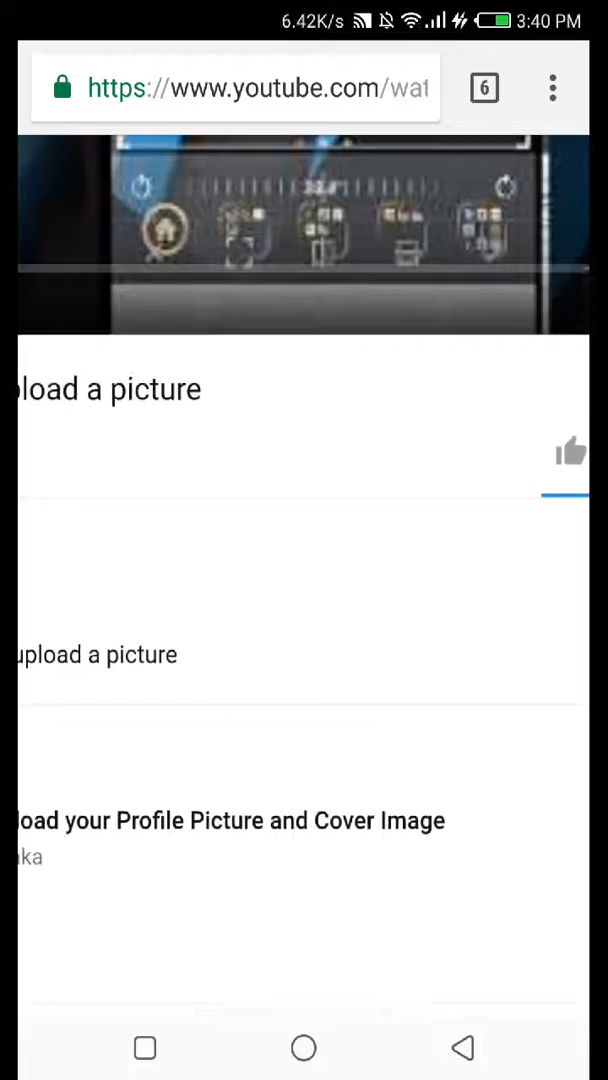 6.42K/s 3:40 PM
https://www.youtube.com/wat
6
load a picture
upload a picture
load your Profile Picture and Cover Image
ka